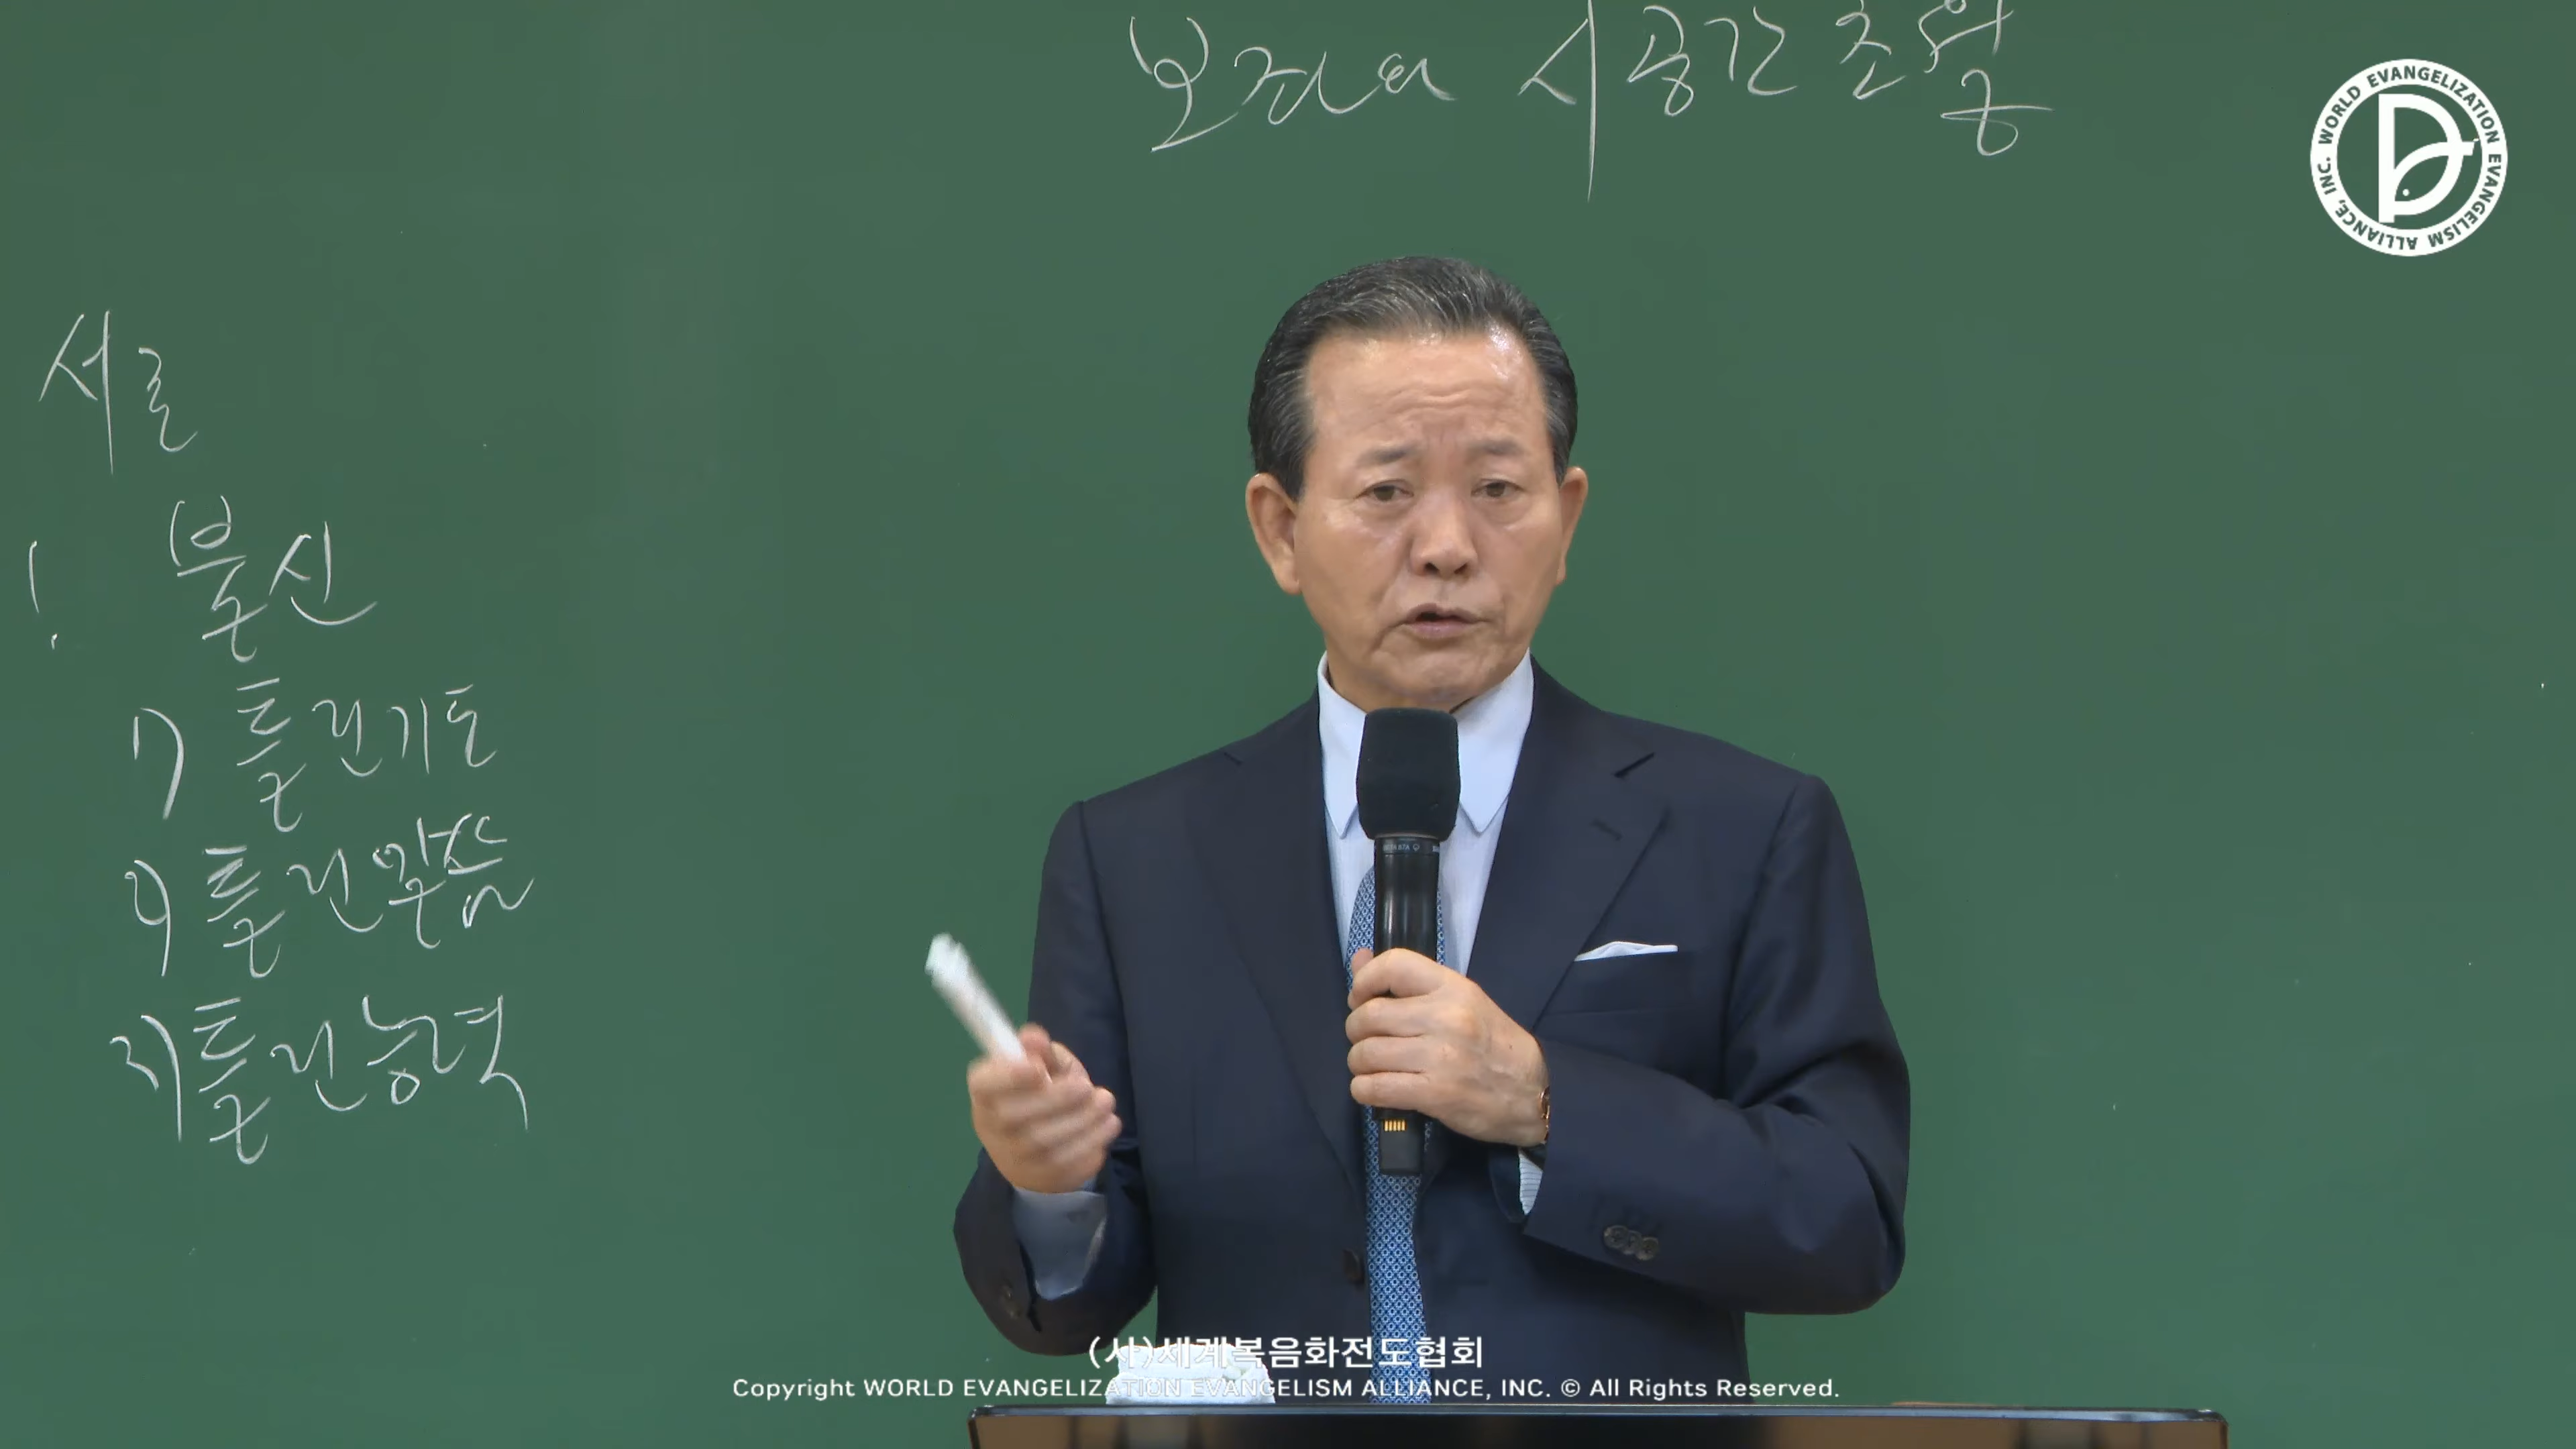 보좌의 시공간 초월
WORLD EVANGELIZATION EVANGELISM ALLIANCE, INC.
서론
! 불신
7 틀린기도
9 틀린말씀
기 틀린능력
(사)세계복음화전도협회
Copyright WORLD EVANGELIZATION EVANGELISM ALLIANCE, INC. © All Rights Reserved.